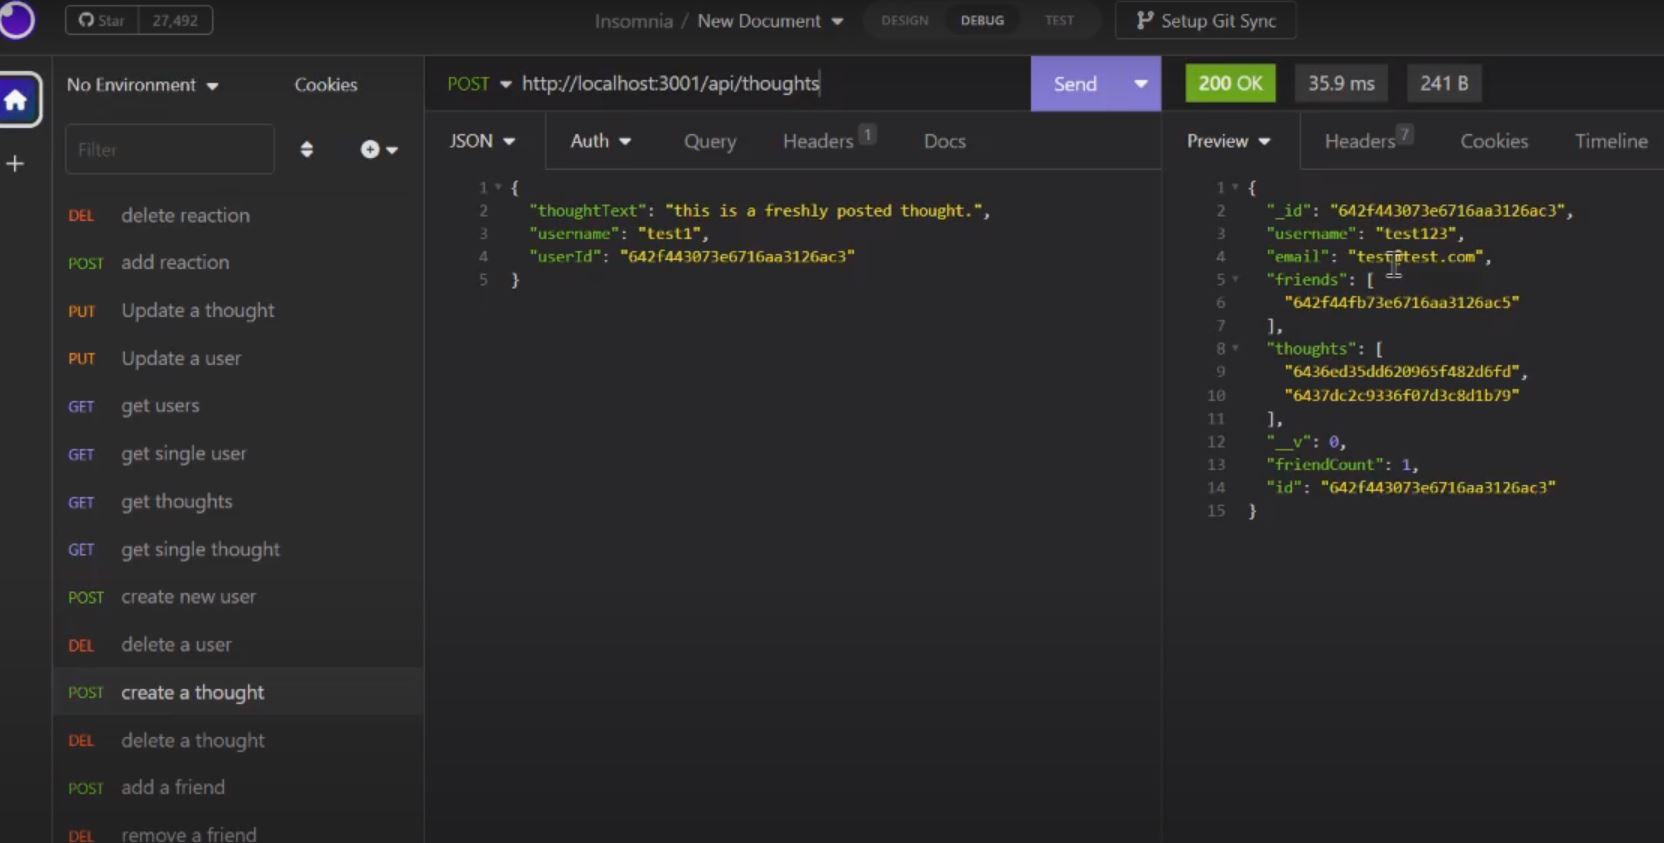 Star 27,492
Insomnia / New Document
DESIGN DEBUG TEST
Setup Git Sync
No Environment
Cookies
Filter
DEL delete reaction
POST add reaction
PUT Update a thought
PUT Update a user
GET get users
GET get single user
GET get thoughts
GET get single thought
POST create new user
DEL delete a user
POST create a thought
DEL delete a thought
POST add a friend
DEL remove a friend
POST http://localhost:3001/api/thoughts
Send
JSON Auth Query Headers 1 Docs
1 {
2 "thoughtText": "this is a freshly posted thought.",
3 "username": "test1",
4 "userId": "642f443073e6716aa3126ac3"
5 }
200 OK 35.9 ms 241 B
Preview Headers 7 Cookies Timeline
1 {
2 "_id": "642f443073e6716aa3126ac3",
3 "username": "test123",
4 "email": "test@test.com",
5 "friends": [
6 "642f44fb73e6716aa3126ac5"
7 ],
8 "thoughts": [
9 "6436ed35dd620965f482d6fd",
10 "6437dc2c9336f07d3c8d1b79"
11 ],
12 "__v": 0,
13 "friendCount": 1,
14 "id": "642f443073e6716aa3126ac3"
15 }